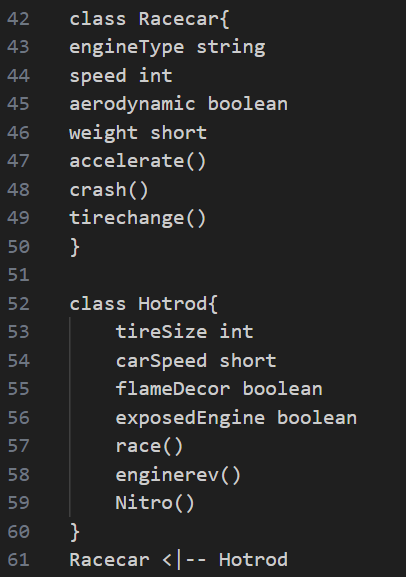 42 class Racecar{
43 engineType string
44 speed int
45 aerodynamic boolean
46 weight short
47 accelerate()
48 crash()
49 tirechange()
50 }
51
52 class Hotrod{
53     tireSize int
54     carSpeed short
55     flameDecor boolean
56     exposedEngine boolean
57     race()
58     enginerev()
59     Nitro()
60 }
61 Racecar <|-- Hotrod